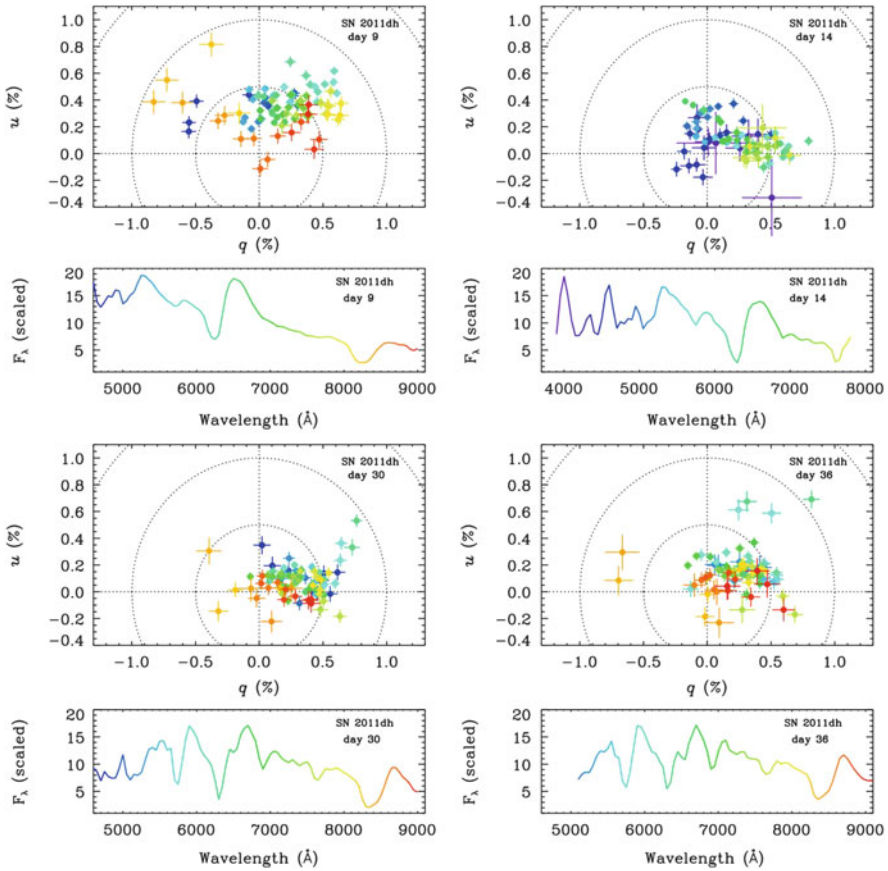 SN 2011dh
day 9
1.0
0.8
0.6
0.4
0.2
0.0
−0.2
−0.4
u (%)
−1.0 −0.5 0.0 0.5 1.0
q (%)
SN 2011dh
day 14
1.0
0.8
0.6
0.4
0.2
0.0
−0.2
−0.4
u (%)
−1.0 −0.5 0.0 0.5 1.0
q (%)
SN 2011dh
day 9
20
15
10
5
Fλ (scaled)
5000 6000 7000 8000 9000
Wavelength (Å)
SN 2011dh
day 14
20
15
10
5
Fλ (scaled)
4000 5000 6000 7000 8000
Wavelength (Å)
SN 2011dh
day 30
1.0
0.8
0.6
0.4
0.2
0.0
−0.2
−0.4
u (%)
−1.0 −0.5 0.0 0.5 1.0
q (%)
SN 2011dh
day 36
1.0
0.8
0.6
0.4
0.2
0.0
−0.2
−0.4
u (%)
−1.0 −0.5 0.0 0.5 1.0
q (%)
SN 2011dh
day 30
20
15
10
5
Fλ (scaled)
5000 6000 7000 8000 9000
Wavelength (Å)
SN 2011dh
day 36
20
15
10
5
Fλ (scaled)
5000 6000 7000 8000 9000
Wavelength (Å)